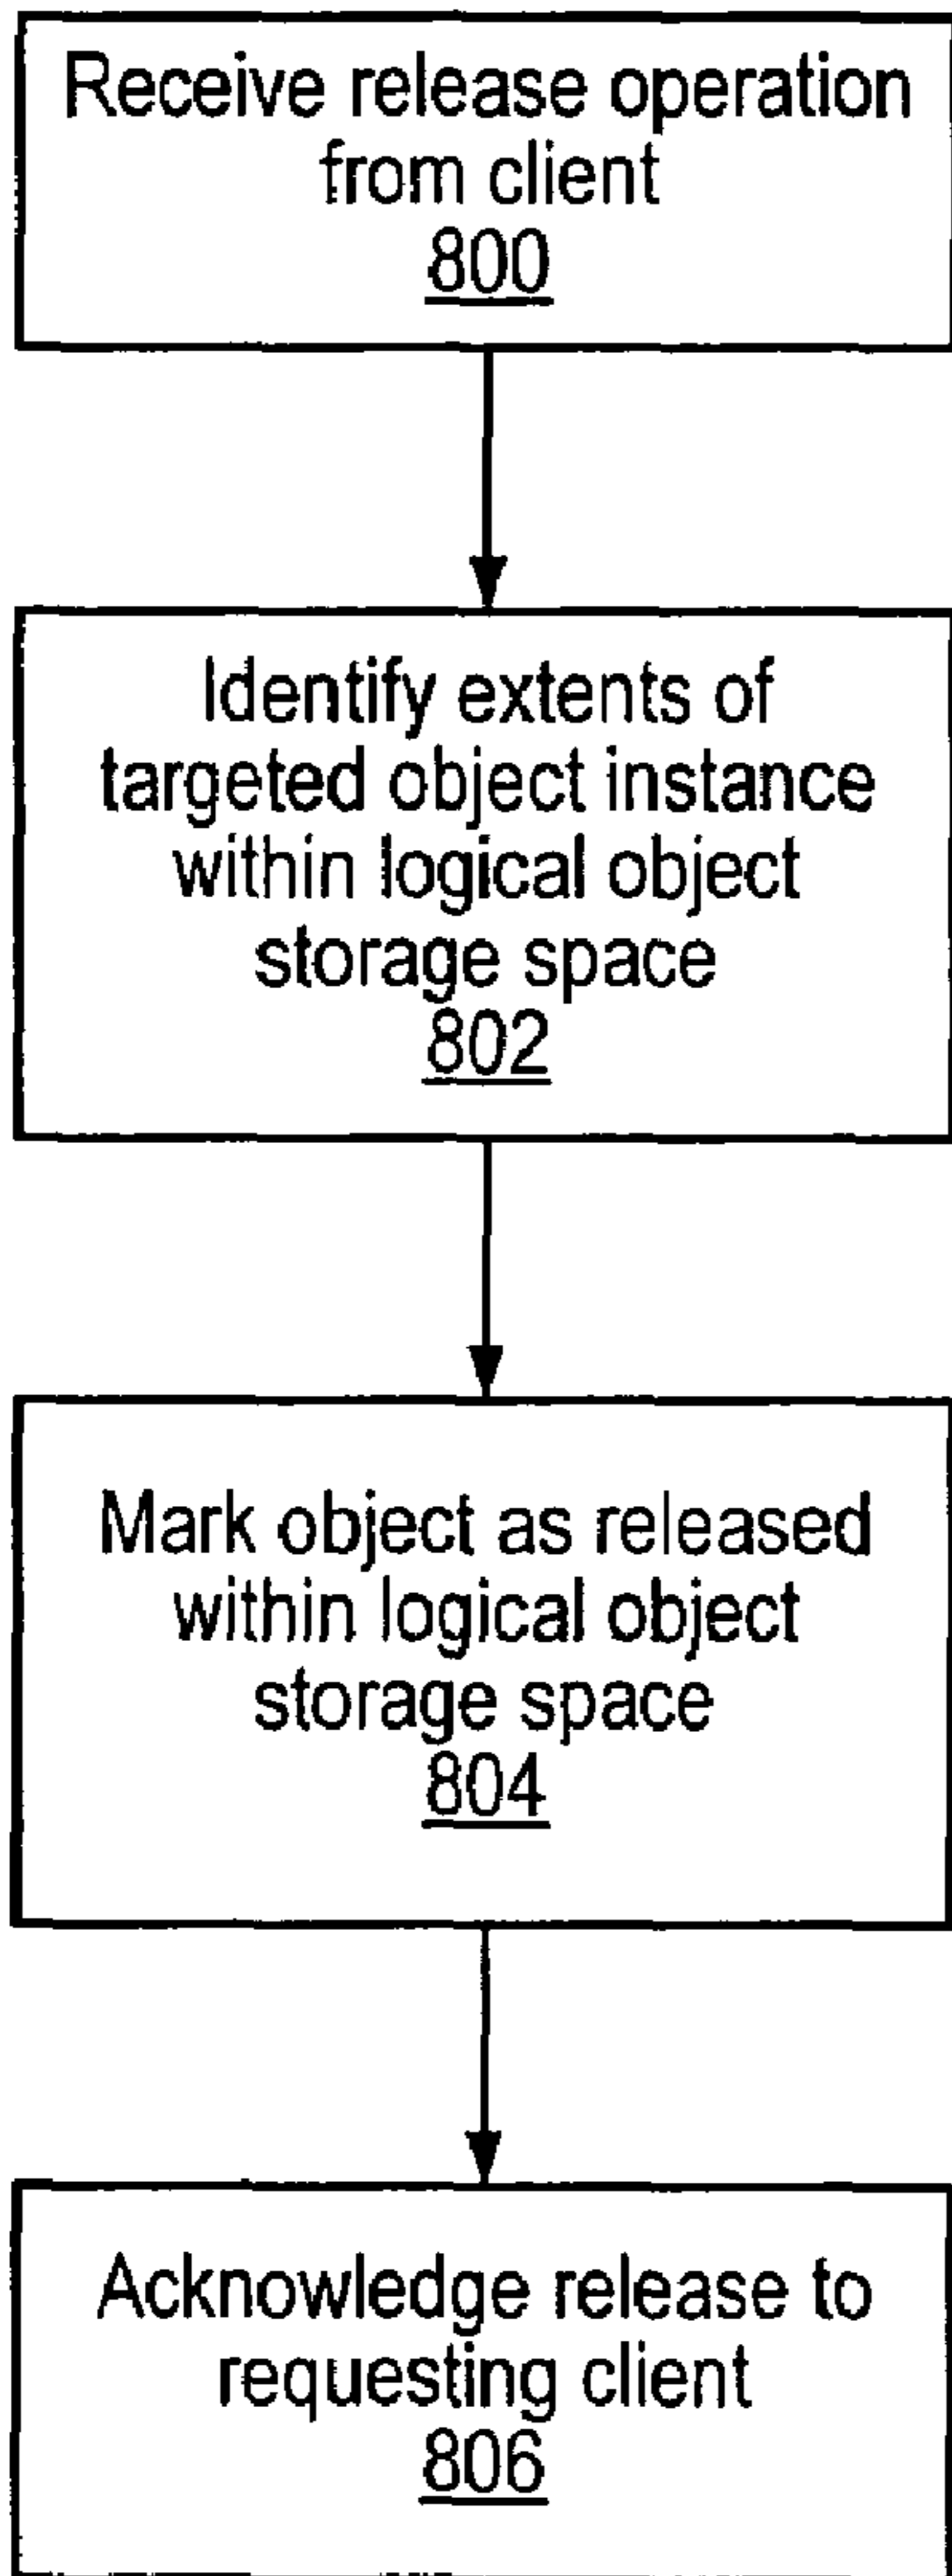 Receive release operation
from client
800
Identify extents of
targeted object instance
within logical object
storage space
802
Mark object as released
within logical object
storage space
804
Acknowledge release to
requesting client
806